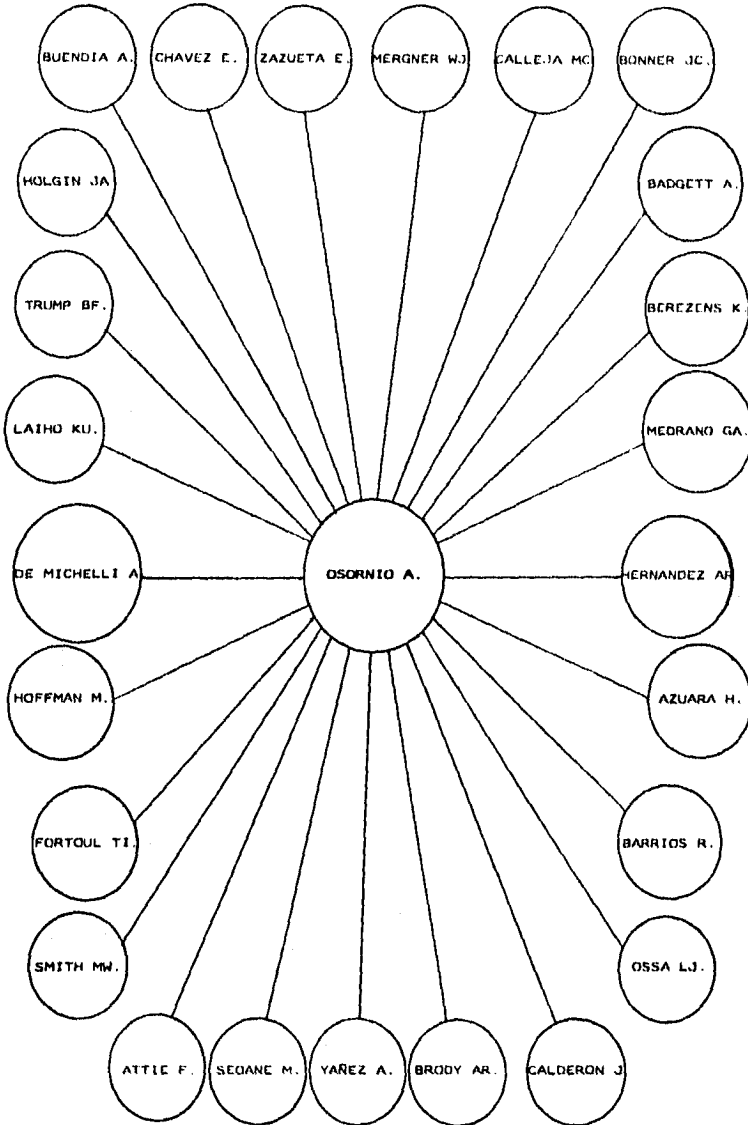 BUENDIA A. CHAVEZ E. ZAZUETA E. MERGNER WJ CALLEJA MC BONNER JC.
HOLGIN JA BADGETT A.
TRUMP BF. BEREZENS K.
LAIHO KU. MEDRANO GA.
DE MICHELLI A OSORNIO A. HERNANDEZ AR
HOFFMAN M. AZUARA H.
FORTOUL TI. BARRIOS R.
SMITH MW. OSSA LJ.
ATTIE F. SEOANE M. YAÑEZ A. BRODY AR. CALDERON J